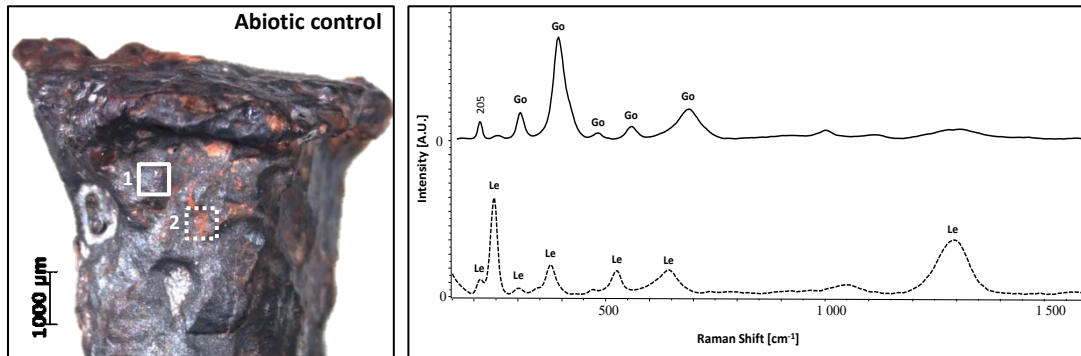 Abiotic control
1
2
1000 µm
Intensity [A.U.]
205
Go
Go
Go
Go
Go
0
Le
Le
Le
Le
Le
Le
Le
0
500
1 000
1 500
Raman Shift [cm-1]